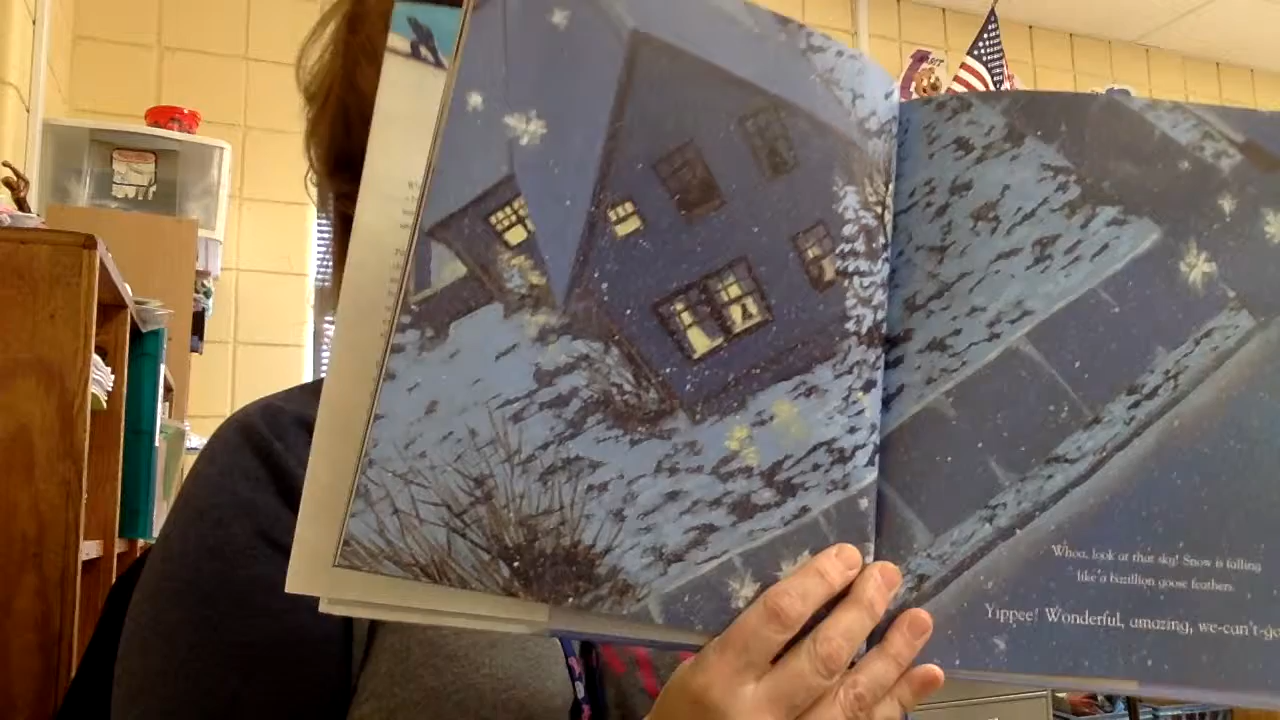 Whoa, look at that sky! Snow is falling
like a bazillion goose feathers.
Yippee! Wonderful, amazing, we-can't-go